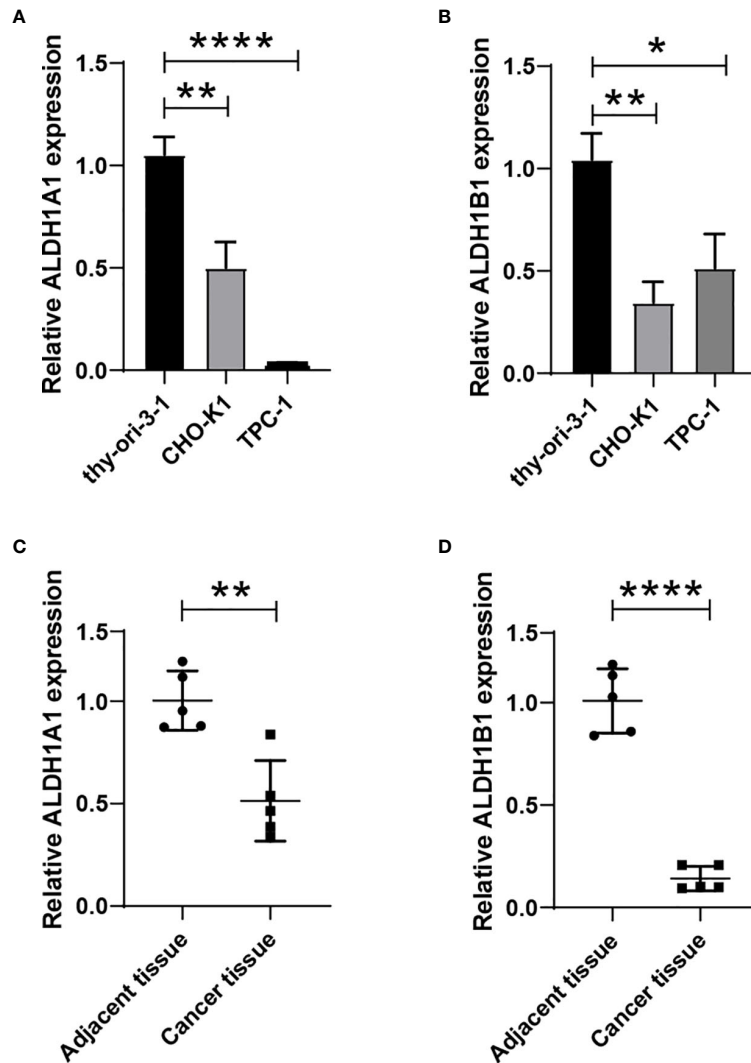 A
Relative ALDH1A1 expression
****
**
1.5
1.0
0.5
0.0
thy-ori-3-1
CHO-K1
TPC-1
B
Relative ALDH1B1 expression
*
**
1.5
1.0
0.5
0.0
thy-ori-3-1
CHO-K1
TPC-1
C
Relative ALDH1A1 expression
**
1.5
1.0
0.5
0.0
Adjacent tissue
Cancer tissue
D
Relative ALDH1B1 expression
****
1.5
1.0
0.5
0.0
Adjacent tissue
Cancer tissue